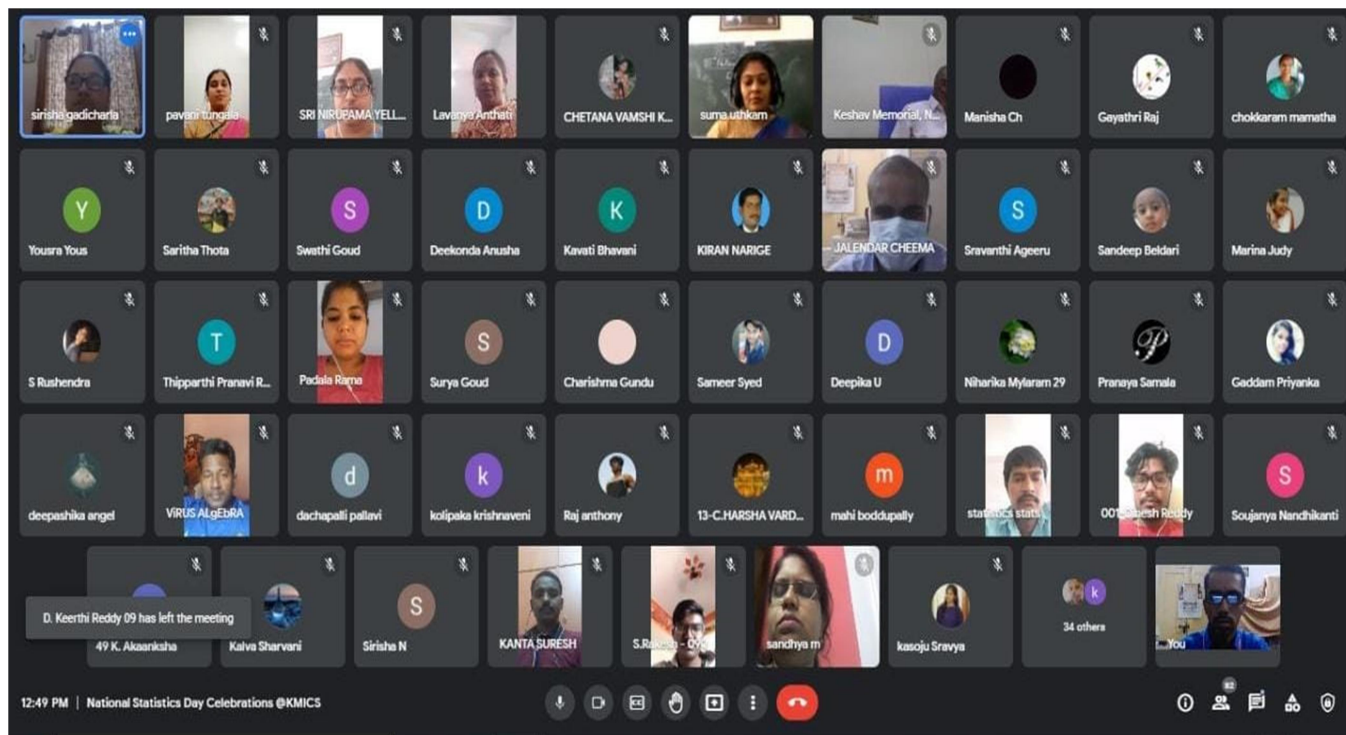 sirisha gadicharla
pavani tungala
SRI NIRUPAMA YELL...
Lavanya Anthati
CHETANA VAMSHI K...
suma uthkam
Keshav Memorial, N...
Manisha Ch
Gayathri Raj
chokkaram mamatha
Y
S
D
K
S
Yousra Yous
Saritha Thota
Swathi Goud
Deekonda Anusha
Kavati Bhavani
KIRAN NARIGE
JALENDAR CHEEMA
Sravanthi Ageeru
Sandeep Beldari
Marina Judy
T
S
D
P
S Rushendra
Thipparthi Pranavi R...
Padala Rama
Surya Goud
Charishma Gundu
Sameer Syed
Deepika U
Niharika Mylaram 29
Pranaya Samala
Gaddam Priyanka
d
k
m
S
deepashika angel
ViRUS ALgEbRA
dachapalli pallavi
kolipaka krishnaveni
Raj anthony
13-C.HARSHA VARD...
mahi boddupally
statistics stats
Reddy
Soujanya Nandhikanti
S
k
D. Keerthi Reddy 09 has left the meeting
49 K. Akaanksha
Kalva Sharvani
Sirisha N
KANTA SURESH
sandhya m
kasoju Sravya
34 others
You
12:49 PM | National Statistics Day Celebrations @KMICS
CC
82